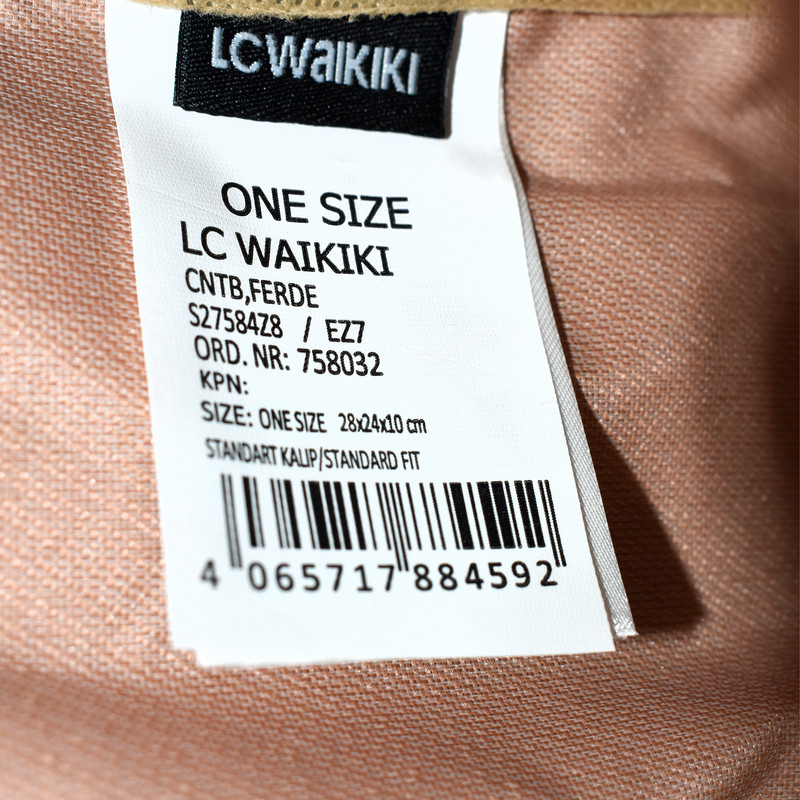 LCWAIKIKI
ONE SIZE
LC WAIKIKI
CNTB,FERDE
S27584Z8 / EZ7
ORD. NR: 758032
KPN:
SIZE: ONE SIZE 28x24x10 cm
STANDART KALIP/STANDARD FIT
4 065717 884592